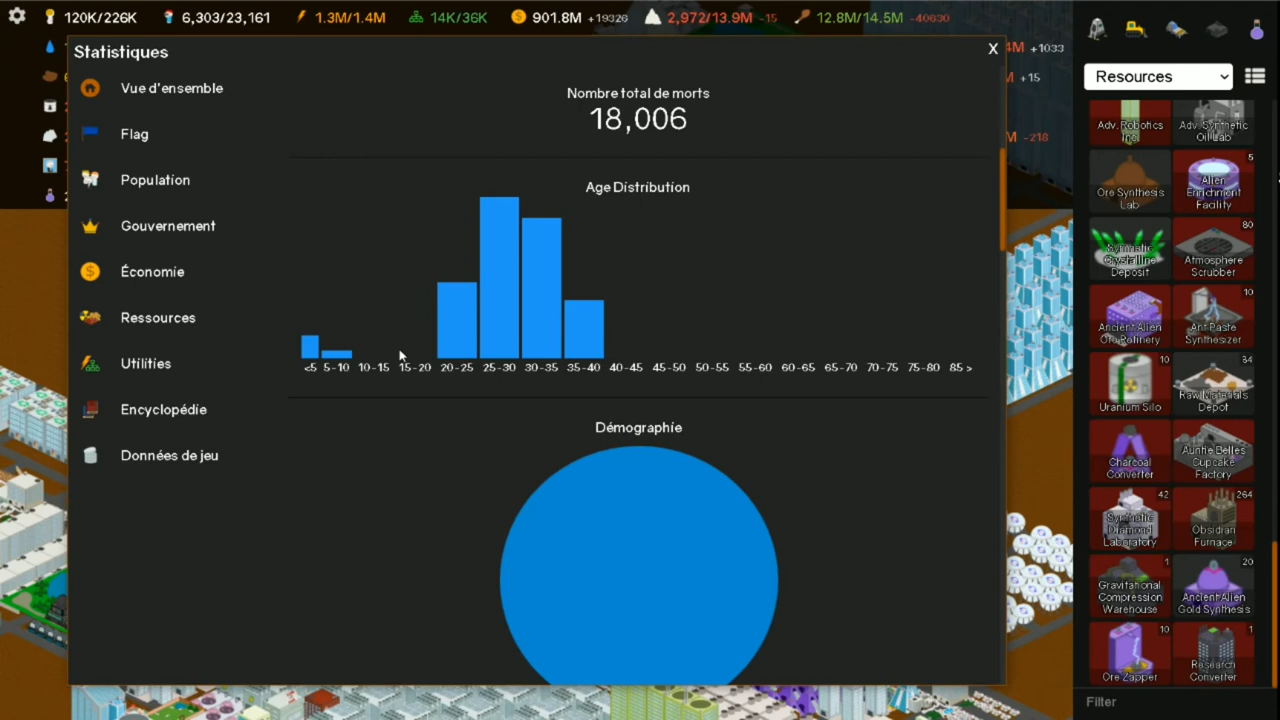 120K/226K 6,303/23,161 1.3M/1.4M 14K/36K 901.8M +19326 2,972/13.9M -15 12.8M/14.5M -40630
Statistiques X
4M +1033
+15
-218
Vue d'ensemble
Flag
Population
Gouvernement
Économie
Ressources
Utilities
Encyclopédie
Données de jeu
Nombre total de morts
18,006
Age Distribution
<5 5-10 10-15 15-20 20-25 25-30 30-35 35-40 40-45 45-50 50-55 55-60 60-65 65-70 70-75 75-80 85 >
Démographie
Resources
Adv. Robotics Inc.
Adv. Synthetic Oil Lab
Ore Synthesis Lab
5
Alien Enrichment Facility
Synthetic Crystalline Deposit
80
Atmosphere Scrubber
Ancient Alien Ore Refinery
10
Ant Paste Synthesizer
10
Uranium Silo
34
Raw Materials Depot
Charcoal Converter
Auntie Belles Cupcake Factory
42
Synthetic Diamond Laboratory
264
Obsidian Furnace
1
Gravitational Compression Warehouse
20
Ancient Alien Gold Synthesis
10
Ore Zapper
1
Research Converter
Filter